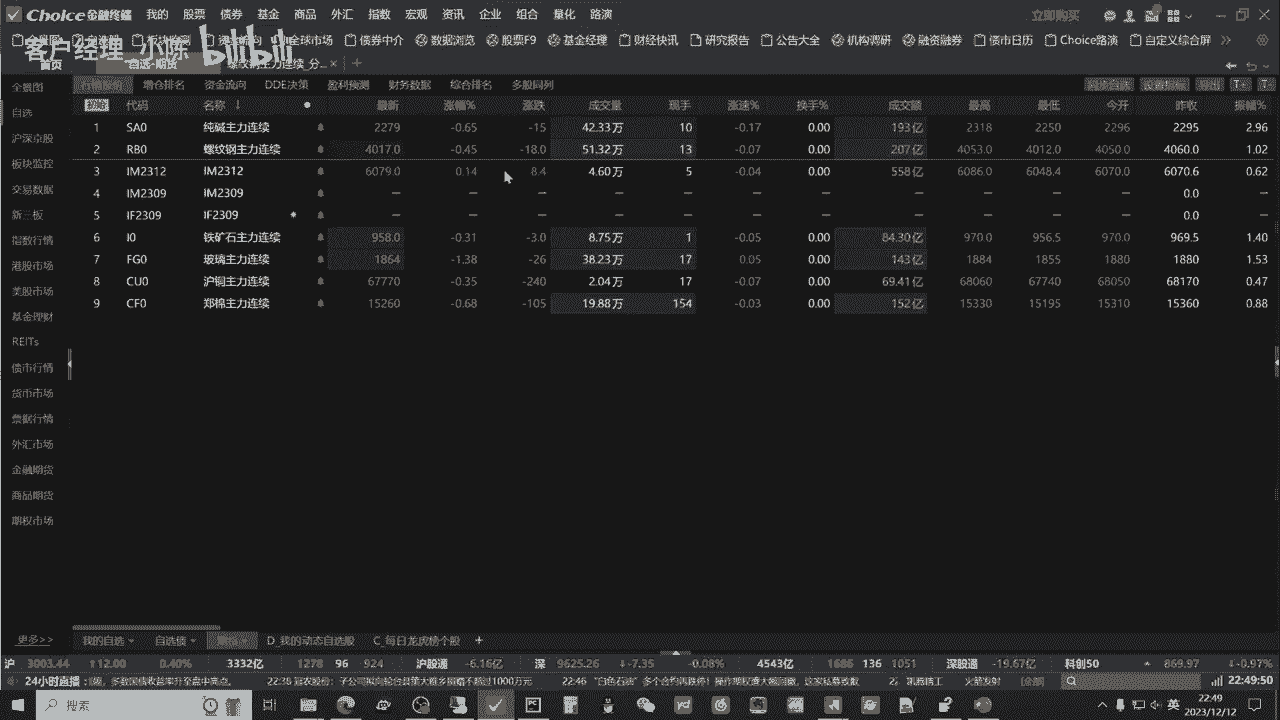 Choice金融终端 我的 股票 债券 基金 商品 外汇 指数 宏观 资讯 企业 组合 量化 路演 立即购买
全球市场 债券中介 数据浏览 股票F9 基金经理 财经快讯 研究报告 公告大全 机构调研 融资融券 债市日历 Choice路演 自定义综合屏
客户经理_小陈 bilibili
首页 自选-期货 螺纹钢主力连续_分...
全景图 增仓排名 资金流向 DDE决策 盈利预测 财务数据 综合排名 多股同列
代码 名称 最新 涨幅% 涨跌 成交量 现手 涨速% 换手% 成交额 最高 最低 今开 昨收 振幅%
1 SA0 纯碱主力连续 2279 -0.65 -15 42.33万 10 -0.17 0.00 193亿 2318 2250 2296 2295 2.96
2 RB0 螺纹钢主力连续 4017.0 -0.45 -18.0 51.32万 13 -0.07 0.00 207亿 4053.0 4012.0 4050.0 4060.0 1.02
3 IM2312 IM2312 6079.0 0.14 8.4 4.60万 5 -0.04 0.00 558亿 6086.0 6048.4 6070.0 6070.6 0.62
4 IM2309 IM2309 — — — — — — — — — — — 0.0 —
5 IF2309 IF2309 — — — — — — — — — — — 0.0 —
6 I0 铁矿石主力连续 958.0 -0.31 -3.0 8.75万 1 -0.05 0.00 84.30亿 970.0 956.5 970.0 969.5 1.40
7 FG0 玻璃主力连续 1864 -1.38 -26 38.23万 17 0.05 0.00 143亿 1884 1855 1880 1880 1.53
8 CU0 沪铜主力连续 67770 -0.35 -240 2.04万 17 -0.07 0.00 69.41亿 68060 67740 68050 68170 0.47
9 CF0 郑棉主力连续 15260 -0.68 -105 19.88万 154 -0.03 0.00 152亿 15330 15195 15310 15360 0.88
自选
沪深京股
板块监控
交易数据
新三板
指数行情
港股市场
美股市场
基金理财
REITs
债市行情
货币市场
票据行情
外汇市场
金融期货
商品期货
期权市场
更多>> 我的自选 自选债 D_我的动态自选股 C_每日龙虎榜个股 +
沪 3003.44 ↑12.00 0.40% 3332亿 1278 96 924 沪股通 -6.16亿 深 9625.26 ↓-7.35 -0.08% 4543亿 1686 136 1051 深股通 -19.67亿 科创50 869.97 ↓-0.97%
24小时直播 22:46 22:49:50
搜索 英 22:49
2023/12/12